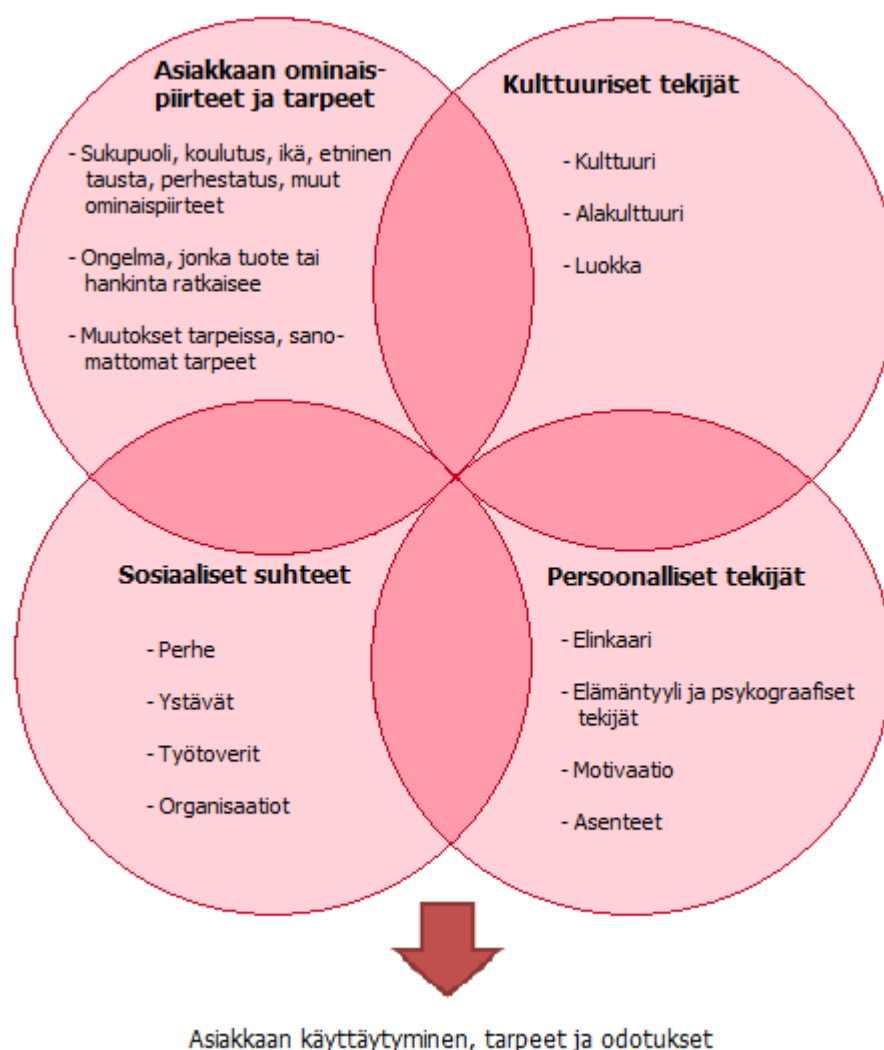 Asiakkaan ominais-
piirteet ja tarpeet
- Sukupuoli, koulutus, ikä, etninen
tausta, perhestatus, muut
ominaispiirteet
- Ongelma, jonka tuote tai
hankinta ratkaisee
- Muutokset tarpeissa, sano-
mattomat tarpeet
Kulttuuriset tekijät
- Kulttuuri
- Alakulttuuri
- Luokka
Sosiaaliset suhteet
- Perhe
- Ystävät
- Työtoverit
- Organisaatiot
Persoonalliset tekijät
- Elinkaari
- Elämäntyyli ja psykograafiset
tekijät
- Motivaatio
- Asenteet
Asiakkaan käyttäytyminen, tarpeet ja odotukset